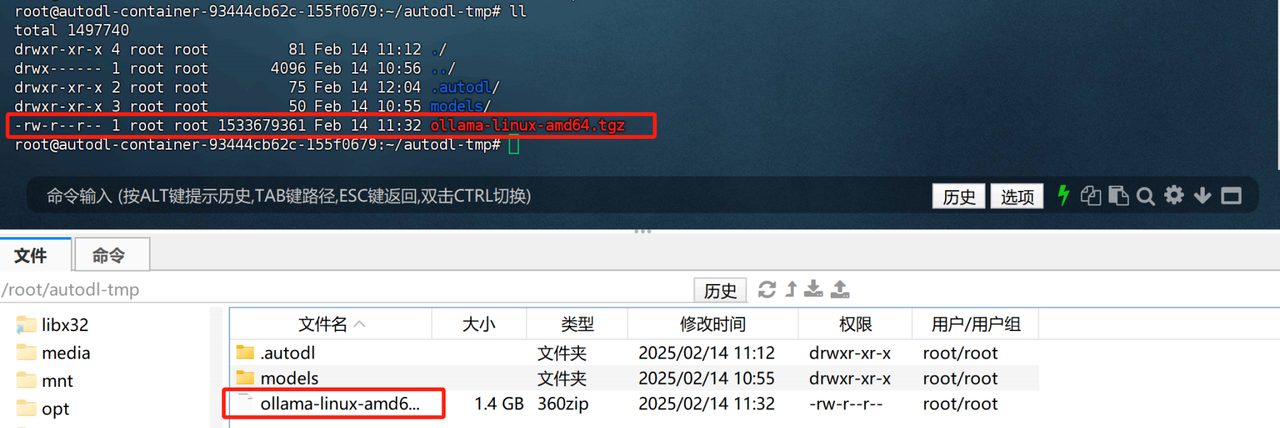 root@autodl-container-93444cb62c-155f0679:~/autodl-tmp# ll
total 1497740
drwxr-xr-x 4 root root         81 Feb 14 11:12 ./
drwx------ 1 root root       4096 Feb 14 10:56 ../
drwxr-xr-x 2 root root         75 Feb 14 12:04 .autodl/
drwxr-xr-x 3 root root         50 Feb 14 10:55 models/
-rw-r--r-- 1 root root 1533679361 Feb 14 11:32 ollama-linux-amd64.tgz
root@autodl-container-93444cb62c-155f0679:~/autodl-tmp#
命令输入 (按ALT键提示历史,TAB键路径,ESC键返回,双击CTRL切换) 历史 选项
文件 命令
/root/autodl-tmp 历史
libx32
media
mnt
opt
文件名 大小 类型 修改时间 权限 用户/用户组
.autodl 文件夹 2025/02/14 11:12 drwxr-xr-x root/root
models 文件夹 2025/02/14 10:55 drwxr-xr-x root/root
ollama-linux-amd6... 1.4 GB 360zip 2025/02/14 11:32 -rw-r--r-- root/root